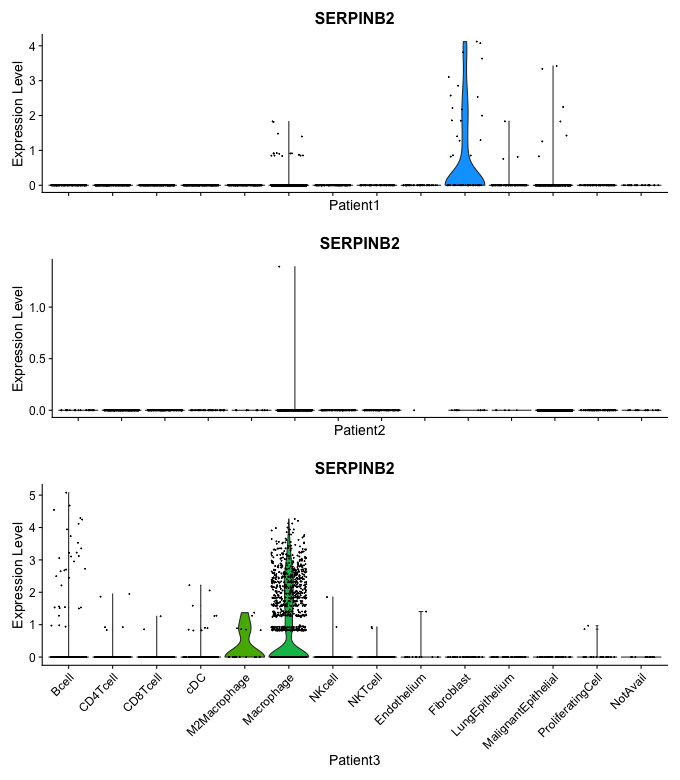 SERPINB2
Expression Level
4
3
2
1
0
Patient1
SERPINB2
Expression Level
1.0
0.5
0.0
Patient2
SERPINB2
Expression Level
5
4
3
2
1
0
Bcell
CD4Tcell
CD8Tcell
cDC
M2Macrophage
Macrophage
NKcell
NKTcell
Endothelium
Fibroblast
LungEpithelium
MalignantEpithelial
ProliferatingCell
NotAvail
Patient3